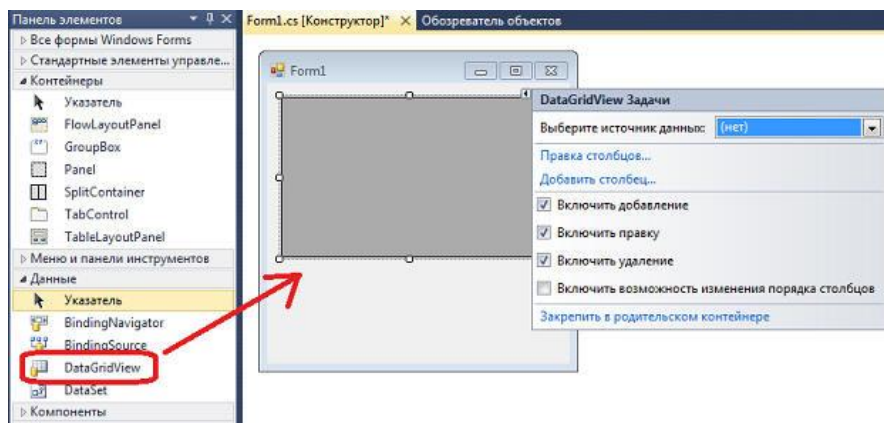 Панель элементов
Все формы Windows Forms
Стандартные элементы управле...
Контейнеры
Указатель
FlowLayoutPanel
GroupBox
Panel
SplitContainer
TabControl
TableLayoutPanel
Меню и панели инструментов
Данные
Указатель
BindingNavigator
BindingSource
DataGridView
DataSet
Компоненты
Form1.cs [Конструктор]*
Обозреватель объектов
Form1
DataGridView Задачи
Выберите источник данных: (нет)
Правка столбцов...
Добавить столбец...
Включить добавление
Включить правку
Включить удаление
Включить возможность изменения порядка столбцов
Закрепить в родительском контейнере